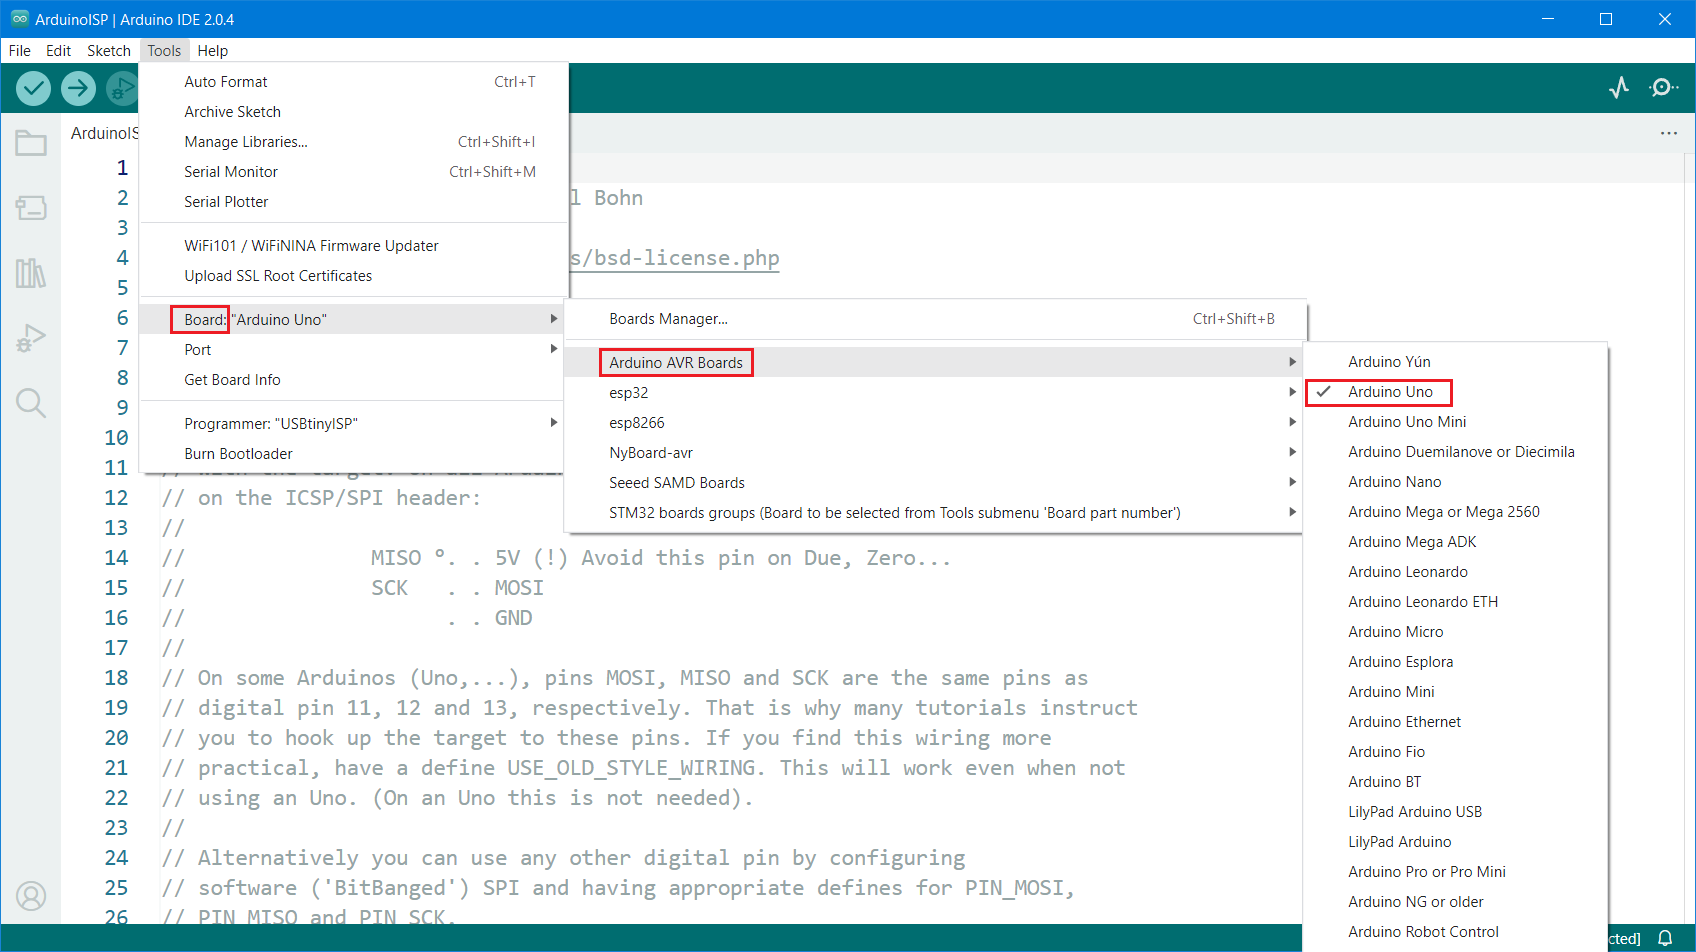 ArduinoISP | Arduino IDE 2.0.4
File Edit Sketch Tools Help
Auto Format Ctrl+T
Archive Sketch
Manage Libraries... Ctrl+Shift+I
Serial Monitor Ctrl+Shift+M
Serial Plotter
WiFi101 / WiFiNINA Firmware Updater
Upload SSL Root Certificates
Board: "Arduino Uno"
Port
Get Board Info
Programmer: "USBtinyISP"
Burn Bootloader
Boards Manager... Ctrl+Shift+B
Arduino AVR Boards
esp32
esp8266
NyBoard-avr
Seeed SAMD Boards
STM32 boards groups (Board to be selected from Tools submenu 'Board part number')
Arduino Yún
Arduino Uno
Arduino Uno Mini
Arduino Duemilanove or Diecimila
Arduino Nano
Arduino Mega or Mega 2560
Arduino Mega ADK
Arduino Leonardo
Arduino Leonardo ETH
Arduino Micro
Arduino Esplora
Arduino Mini
Arduino Ethernet
Arduino Fio
Arduino BT
LilyPad Arduino USB
LilyPad Arduino
Arduino Pro or Pro Mini
Arduino NG or older
Arduino Robot Control
ArduinoIS
1
2 l Bohn
3
4 s/bsd-license.php
5
6
7
8
9
10
11
12 // on the ICSP/SPI header:
13 //
14 // MISO °. . 5V (!) Avoid this pin on Due, Zero...
15 // SCK . . MOSI
16 // . . GND
17 //
18 // On some Arduinos (Uno,...), pins MOSI, MISO and SCK are the same pins as
19 // digital pin 11, 12 and 13, respectively. That is why many tutorials instruct
20 // you to hook up the target to these pins. If you find this wiring more
21 // practical, have a define USE_OLD_STYLE_WIRING. This will work even when not
22 // using an Uno. (On an Uno this is not needed).
23 //
24 // Alternatively you can use any other digital pin by configuring
25 // software ('BitBanged') SPI and having appropriate defines for PIN_MOSI,
26 // PIN_MISO and PIN_SCK.
cted]